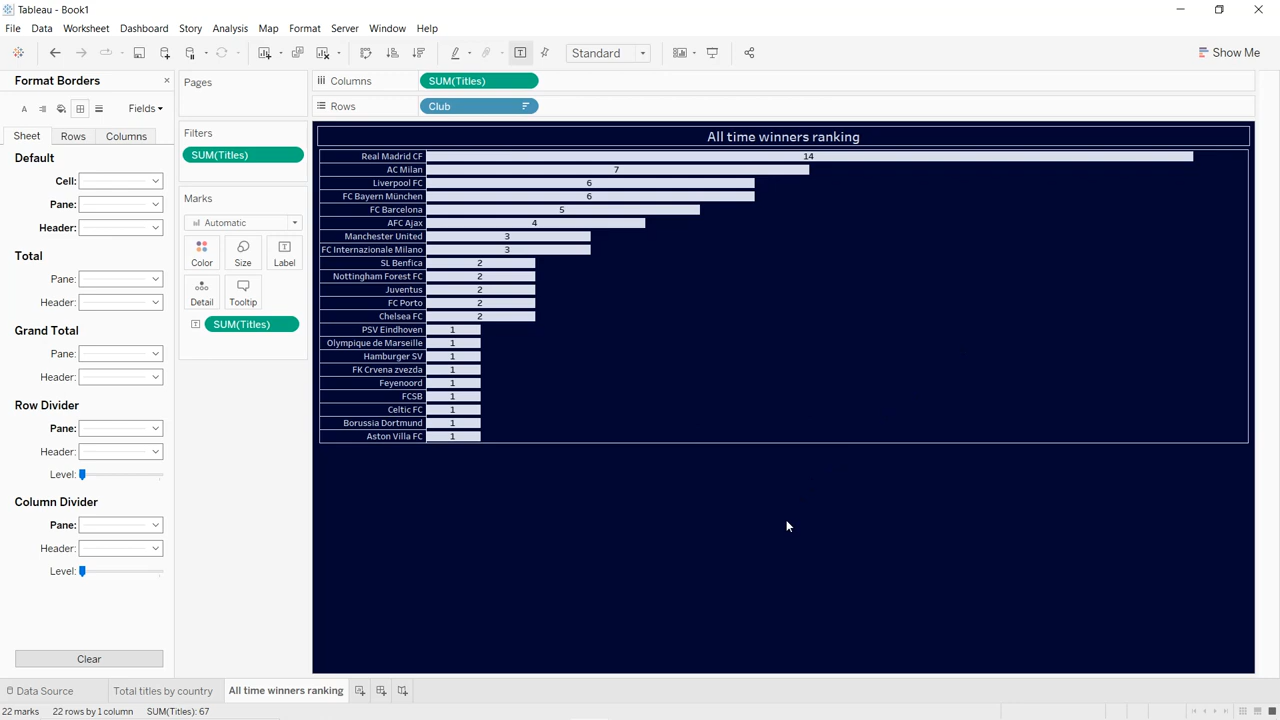 Tableau - Book1
File Data Worksheet Dashboard Story Analysis Map Format Server Window Help
Standard
Show Me
Format Borders
Fields
Sheet Rows Columns
Default
Cell:
Pane:
Header:
Total
Pane:
Header:
Grand Total
Pane:
Header:
Row Divider
Pane:
Header:
Level:
Column Divider
Pane:
Header:
Level:
Clear
Pages
Filters
SUM(Titles)
Marks
Automatic
Color Size Label
Detail Tooltip
SUM(Titles)
Columns SUM(Titles)
Rows Club
All time winners ranking
Real Madrid CF 14
AC Milan 7
Liverpool FC 6
FC Bayern München 6
FC Barcelona 5
AFC Ajax 4
Manchester United 3
FC Internazionale Milano 3
SL Benfica 2
Nottingham Forest FC 2
Juventus 2
FC Porto 2
Chelsea FC 2
PSV Eindhoven 1
Olympique de Marseille 1
Hamburger SV 1
FK Crvena zvezda 1
Feyenoord 1
FCSB 1
Celtic FC 1
Borussia Dortmund 1
Aston Villa FC 1
Data Source Total titles by country All time winners ranking
22 marks 22 rows by 1 column SUM(Titles): 67